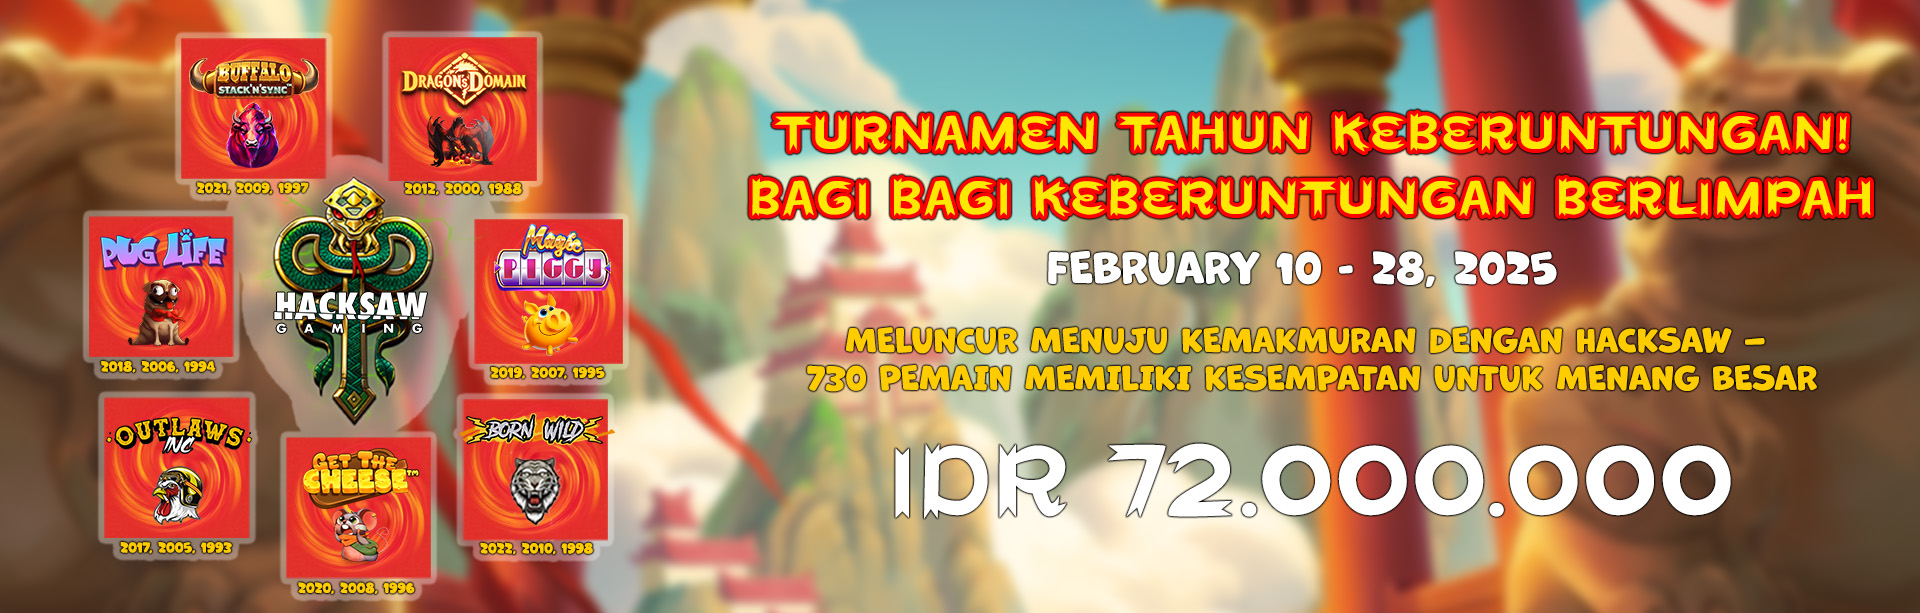 BUFFALO
STACK'N'SYNC™
2021, 2009, 1997
DRAGON'S DOMAIN
2012, 2000, 1988
PUG LIFE
2018, 2006, 1994
HACKSAW
GAMING
Magic
PIGGY
2019, 2007, 1995
OUTLAWS
INC
2017, 2005, 1993
GET THE
CHEESE™
2020, 2008, 1996
BORN WILD
2022, 2010, 1998
TURNAMEN TAHUN KEBERUNTUNGAN!
BAGI BAGI KEBERUNTUNGAN BERLIMPAH
FEBRUARY 10 - 28, 2025
MELUNCUR MENUJU KEMAKMURAN DENGAN HACKSAW –
730 PEMAIN MEMILIKI KESEMPATAN UNTUK MENANG BESAR
IDR 72.000.000